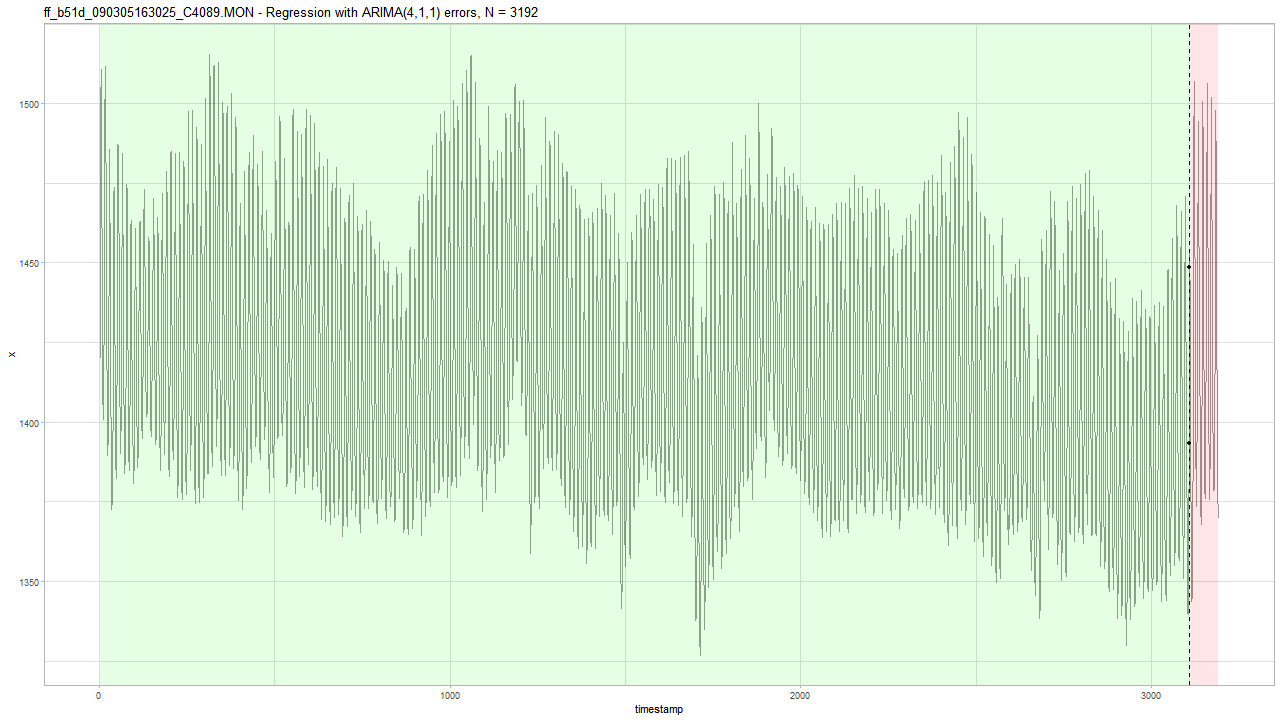 ff_b51d_090305163025_C4089.MON - Regression with ARIMA(4,1,1) errors, N = 3192
1500
1450
1400
1350
x
0 1000 2000 3000
timestamp